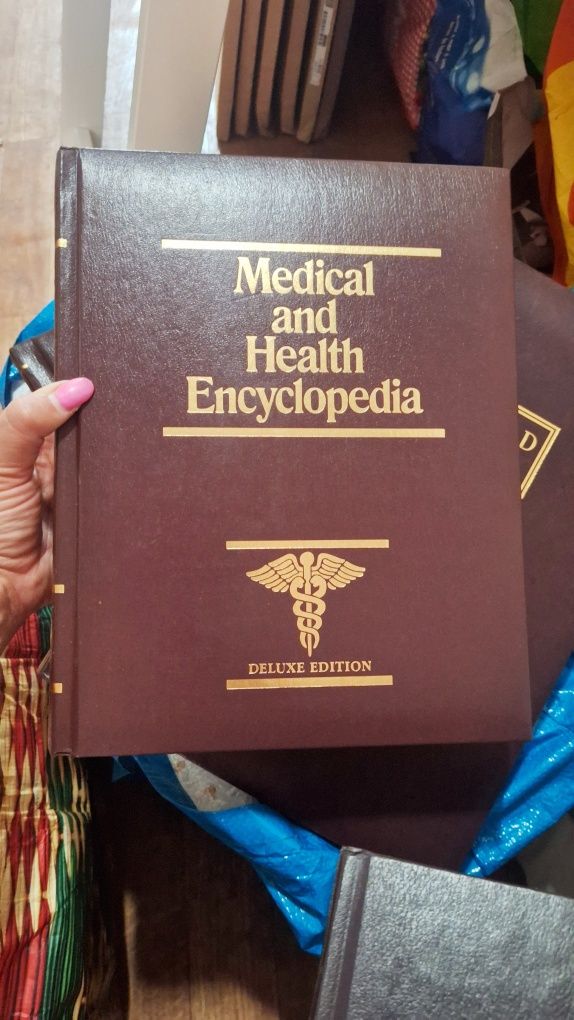 Medical
and
Health
Encyclopedia
D
DELUXE EDITION